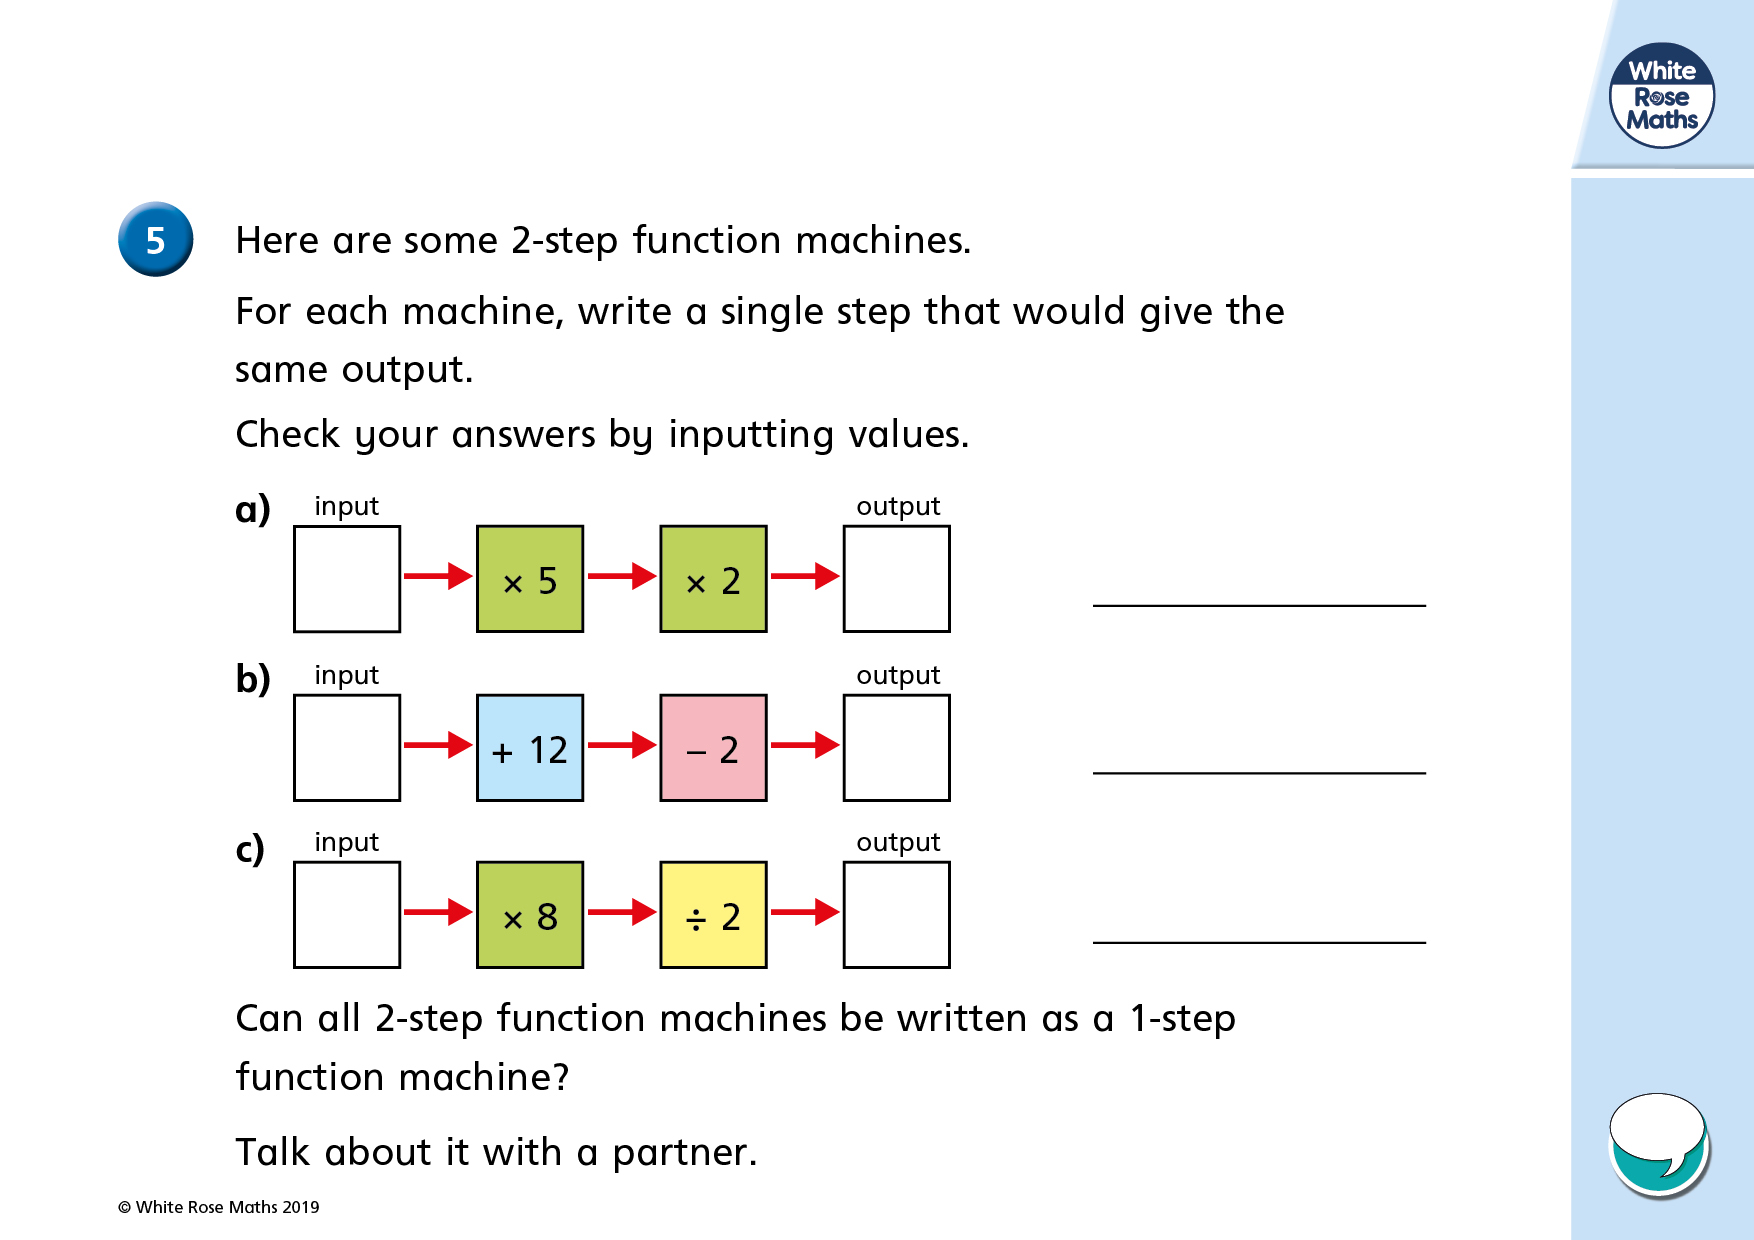 White
Rose
Maths
5 Here are some 2-step function machines.
For each machine, write a single step that would give the
same output.
Check your answers by inputting values.
a) input output
× 5 × 2
b) input output
+ 12 − 2
c) input output
× 8 ÷ 2
Can all 2-step function machines be written as a 1-step
function machine?
Talk about it with a partner.
© White Rose Maths 2019